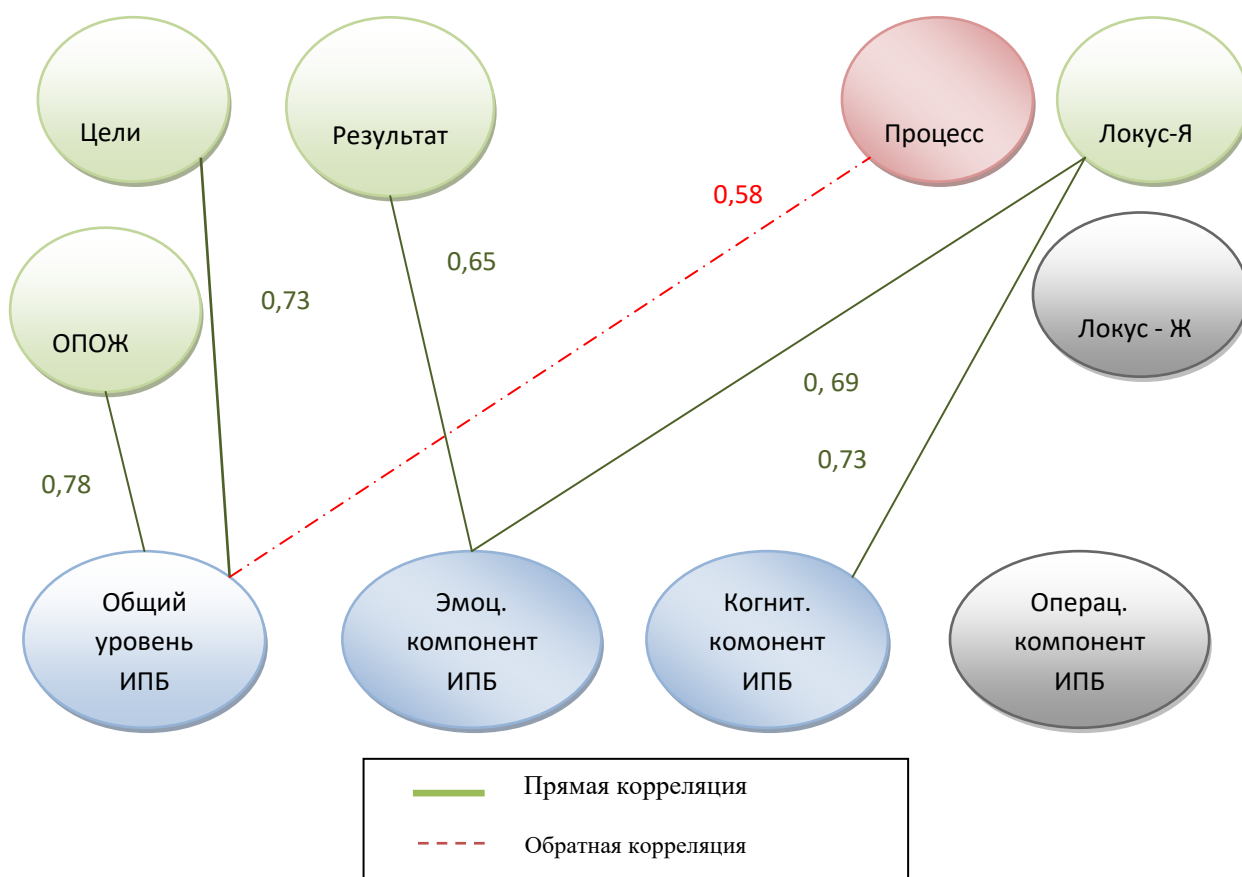 Цели
Результат
Процесс
Локус-Я
0,58
0,65
0,73
Локус - Ж
ОПОЖ
0, 69
0,73
0,78
Общий
уровень
ИПБ
Эмоц.
компонент
ИПБ
Когнит.
комонент
ИПБ
Операц.
компонент
ИПБ
Прямая корреляция
Обратная корреляция